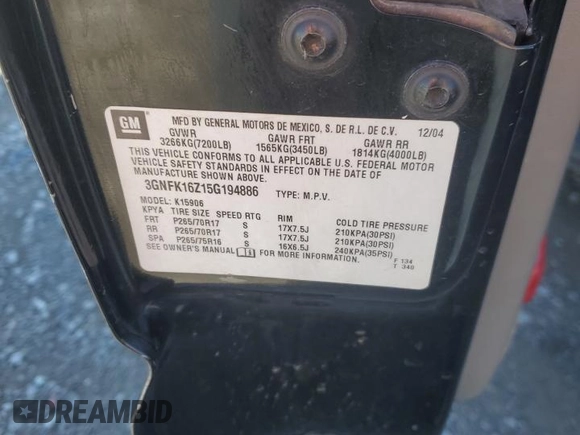 GM
MFD BY GENERAL MOTORS DE MEXICO, S. DE R.L. DE C.V. 12/04
GVWR GAWR FRT GAWR RR
3266KG(7200LB) 1565KG(3450LB) 1814KG(4000LB)
THIS VEHICLE CONFORMS TO ALL APPLICABLE U.S. FEDERAL MOTOR
VEHICLE SAFETY STANDARDS IN EFFECT ON THE DATE OF
MANUFACTURE SHOWN ABOVE.
3GNFK16Z15G194886 TYPE: M.P.V.
MODEL: K15906
KPYA TIRE SIZE SPEED RTG RIM COLD TIRE PRESSURE
FRT P265/70R17 S 17X7.5J 210KPA(30PSI)
RR P265/70R17 S 17X7.5J 210KPA(30PSI)
SPA P265/75R16 S 16X6.5J 240KPA(35PSI)
SEE OWNER'S MANUAL FOR MORE INFORMATION.
F 134
T 340
DREAMBID